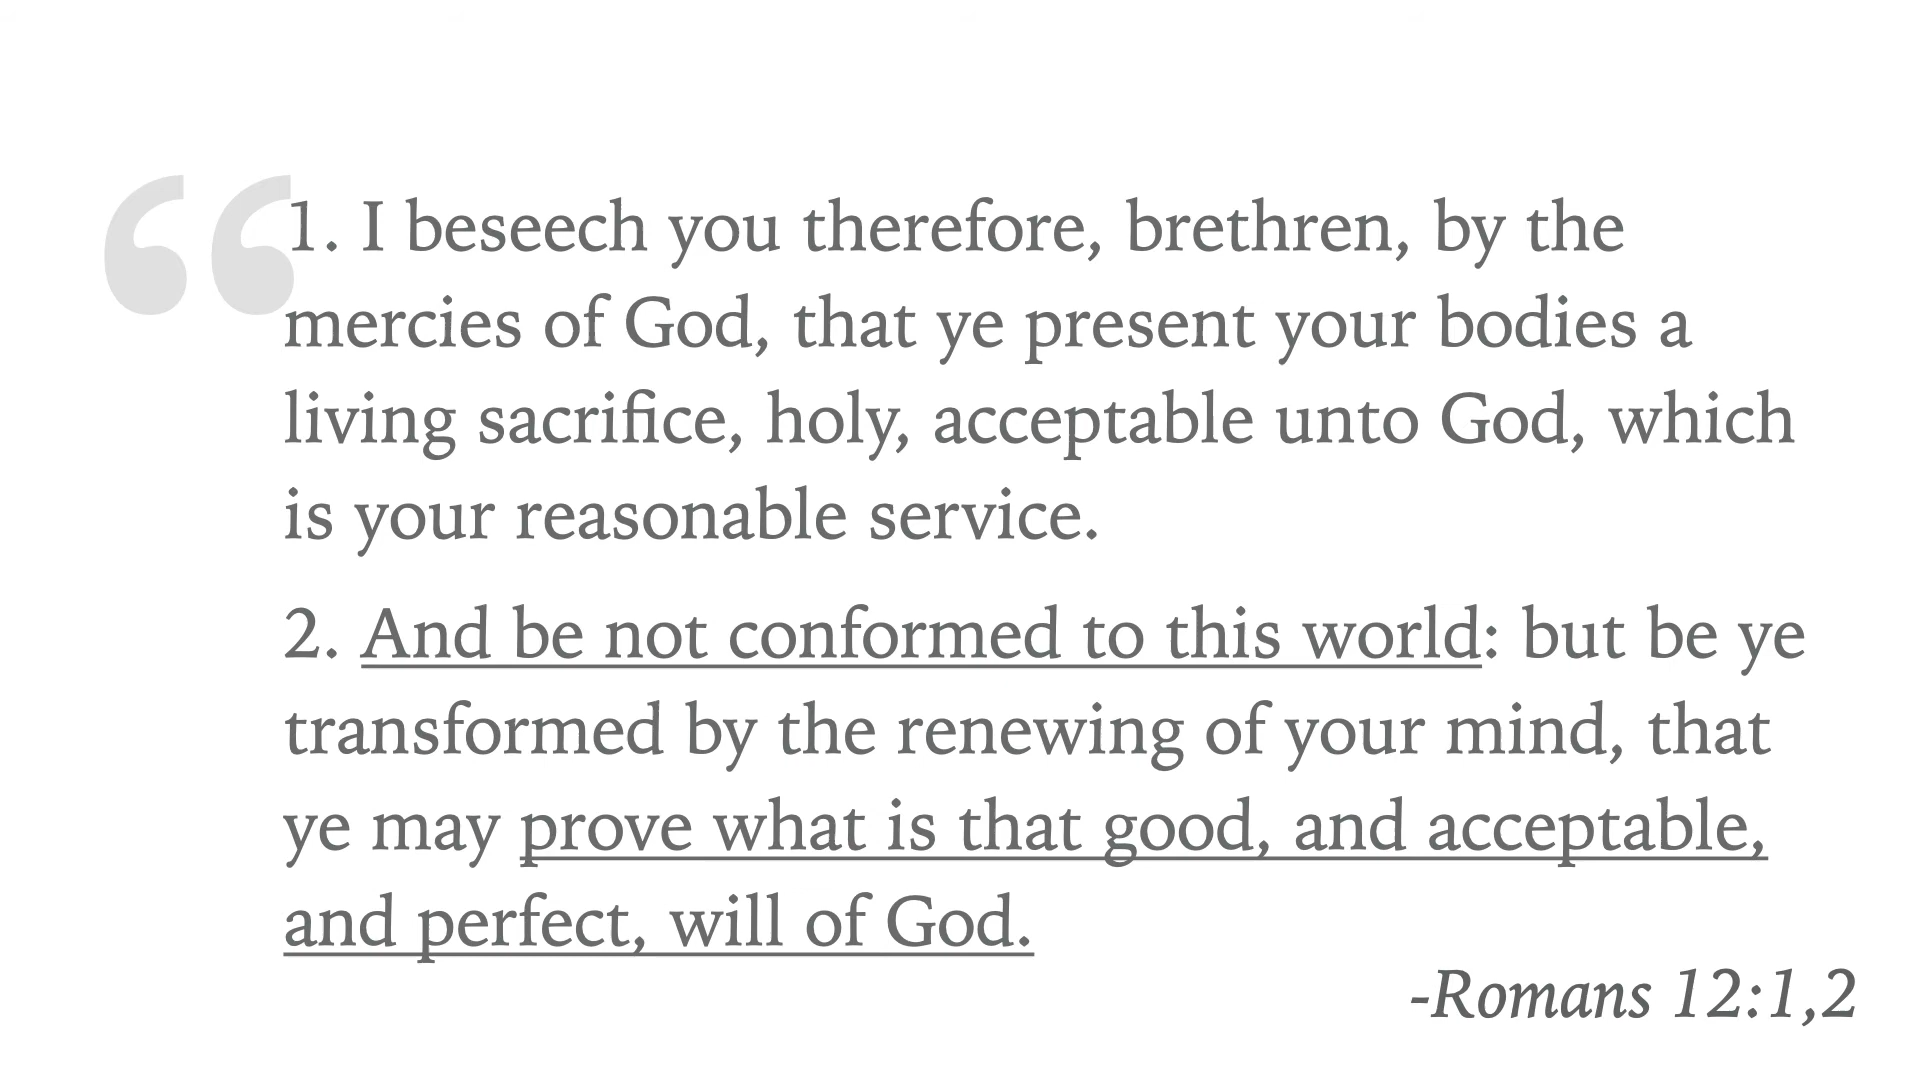 “1. I beseech you therefore, brethren, by the
mercies of God, that ye present your bodies a
living sacrifice, holy, acceptable unto God, which
is your reasonable service.
2. And be not conformed to this world: but be ye
transformed by the renewing of your mind, that
ye may prove what is that good, and acceptable,
and perfect, will of God.
-Romans 12:1,2